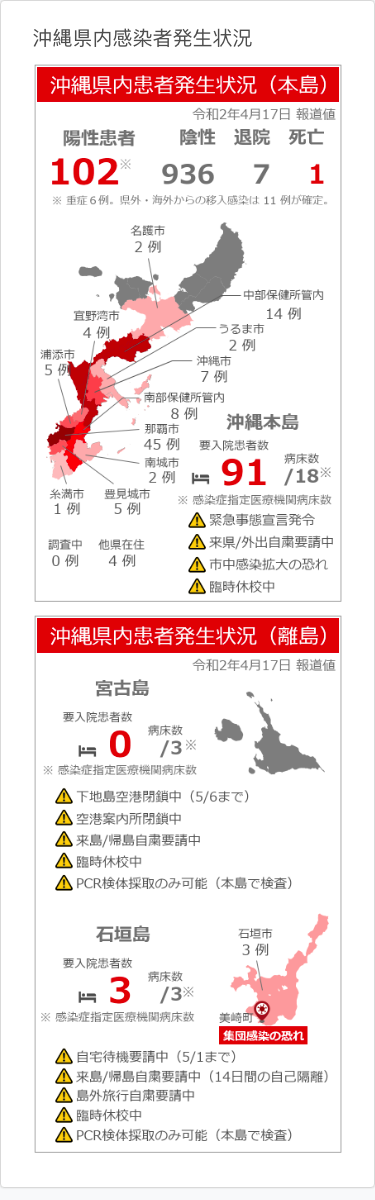 沖縄県内感染者発生状況
沖縄県内患者発生状況（本島）
令和2年4月17日 報道値
陽性患者 陰性 退院 死亡
102※ 936 7 1
※ 重症６例。県外・海外からの移入感染は 11 例が確定。
名護市
2 例
中部保健所管内
14 例
宜野湾市
4 例
うるま市
2 例
浦添市
5 例
沖縄市
7 例
南部保健所管内
8 例
那覇市
45 例
南城市
2 例
糸満市
1 例
豊見城市
5 例
調査中
0 例
他県在住
4 例
沖縄本島
要入院患者数
91
病床数
/18※
※ 感染症指定医療機関病床数
緊急事態宣言発令
来県/外出自粛要請中
市中感染拡大の恐れ
臨時休校中
沖縄県内患者発生状況（離島）
令和2年4月17日 報道値
宮古島
要入院患者数
0
病床数
/3※
※ 感染症指定医療機関病床数
下地島空港閉鎖中（5/6まで）
空港案内所閉鎖中
来島/帰島自粛要請中
臨時休校中
PCR検体採取のみ可能（本島で検査）
石垣島
要入院患者数
3
病床数
/3※
※ 感染症指定医療機関病床数
石垣市
3 例
美崎町
集団感染の恐れ
自宅待機要請中（5/1まで）
来島/帰島自粛要請中（14日間の自己隔離）
島外旅行自粛要請中
臨時休校中
PCR検体採取のみ可能（本島で検査）